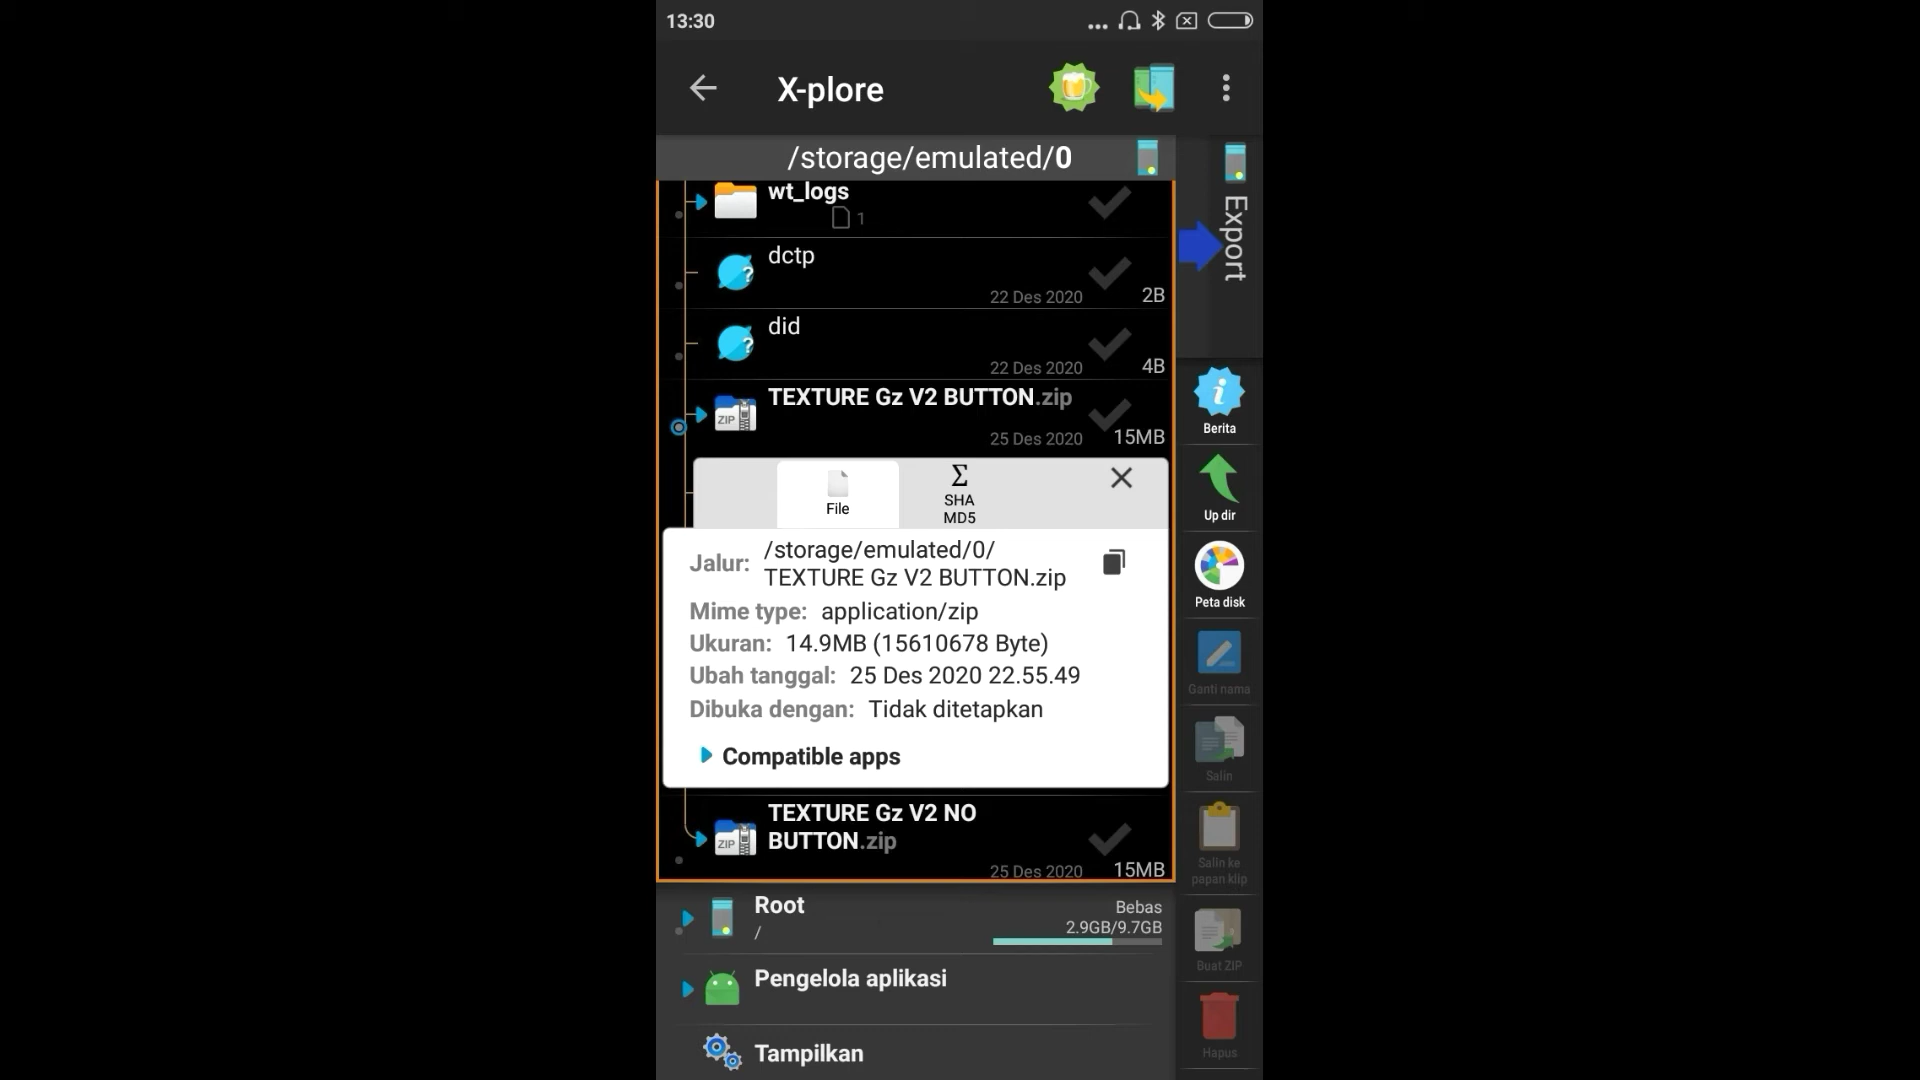 13:30
X-plore
/storage/emulated/0
wt_logs
1
dctp
22 Des 2020
2B
did
22 Des 2020
4B
TEXTURE Gz V2 BUTTON.zip
ZIP
25 Des 2020
15MB
File
Σ
SHA
MD5
Jalur: /storage/emulated/0/
TEXTURE Gz V2 BUTTON.zip
Mime type: application/zip
Ukuran: 14.9MB (15610678 Byte)
Ubah tanggal: 25 Des 2020 22.55.49
Dibuka dengan: Tidak ditetapkan
Compatible apps
TEXTURE Gz V2 NO
BUTTON.zip
ZIP
25 Des 2020
15MB
Root
/
Bebas
2.9GB/9.7GB
Pengelola aplikasi
Tampilkan
Export
Berita
Up dir
Peta disk
Ganti nama
Salin
Salin ke
papan klip
Buat ZIP
Hapus